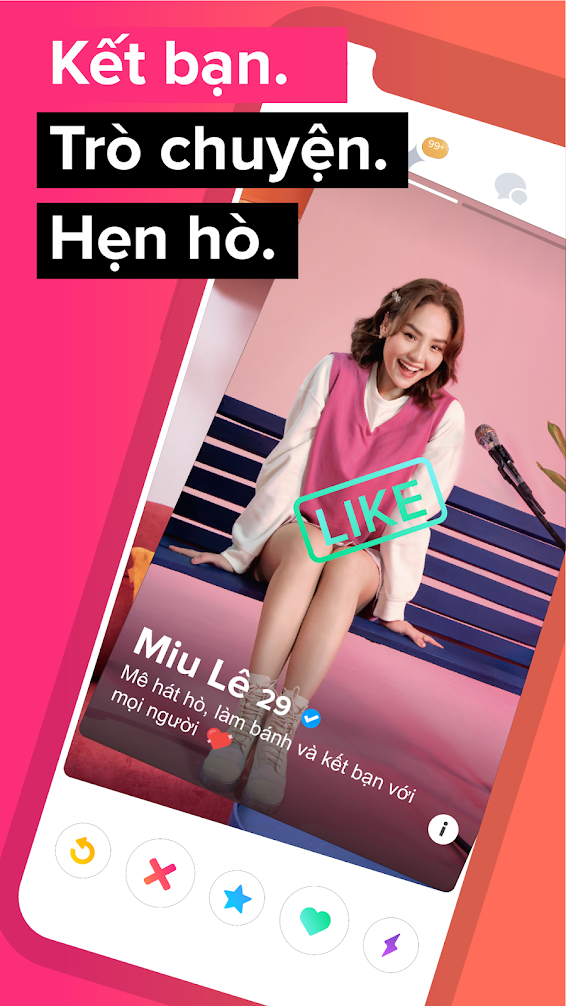 Kết bạn.
Trò chuyện.
Hẹn hò.
99+
LIKE
Miu Lê 29
Mê hát hò, làm bánh và kết bạn với
mọi người
i